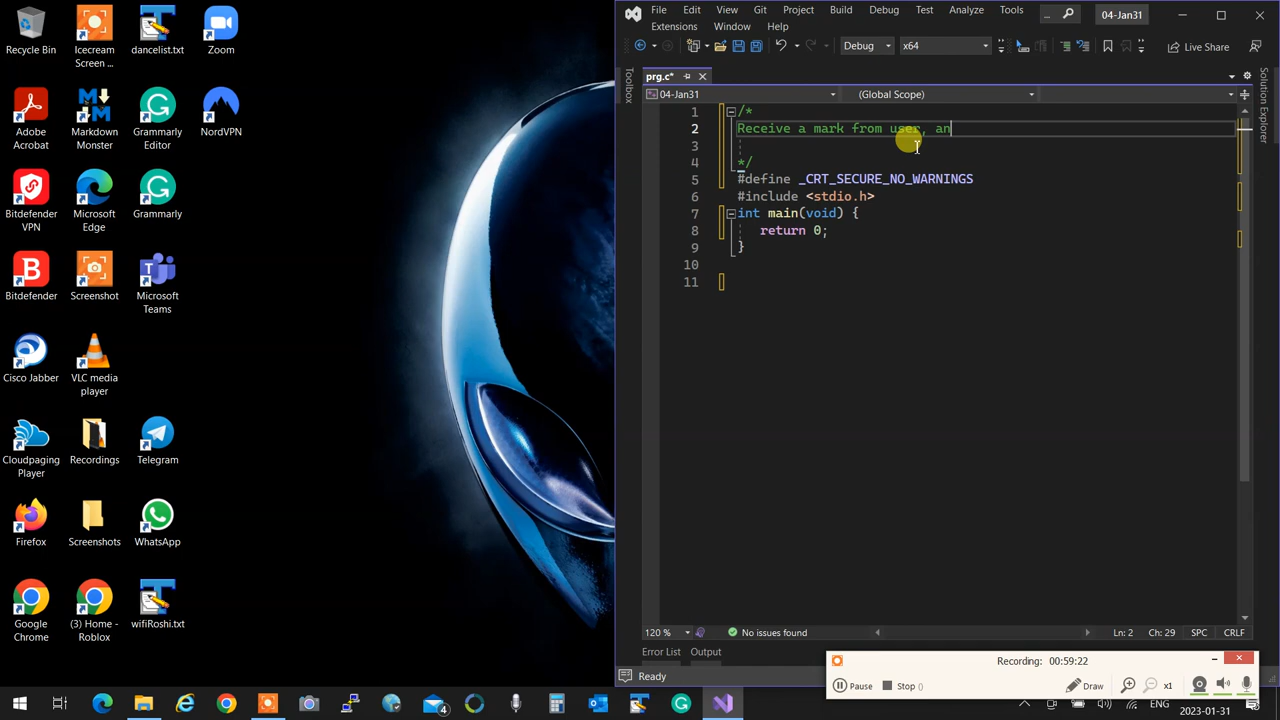 Recycle Bin
Icecream Screen ...
dancelist.txt
Zoom
Adobe Acrobat
Markdown Monster
Grammarly Editor
NordVPN
Bitdefender VPN
Microsoft Edge
Grammarly
Bitdefender
Screenshot
Microsoft Teams
Cisco Jabber
VLC media player
Cloudpaging Player
Recordings
Telegram
Firefox
Screenshots
WhatsApp
Google Chrome
(3) Home - Roblox
wifiRoshi.txt
File Edit View Git Project Build Debug Test Analyze Tools ... 04-Jan31
Extensions Window Help
Debug x64 Live Share
Toolbox
prg.c*
Solution Explorer
04-Jan31 (Global Scope)
1 /*
2 Receive a mark from user, an
3
4 */
5 #define _CRT_SECURE_NO_WARNINGS
6 #include <stdio.h>
7 int main(void) {
8 return 0;
9 }
10
11
120 % No issues found Ln: 2 Ch: 29 SPC CRLF
Error List Output
Ready
Recording: 00:59:22
Pause Stop () Draw x1
4 ENG 2023-01-31